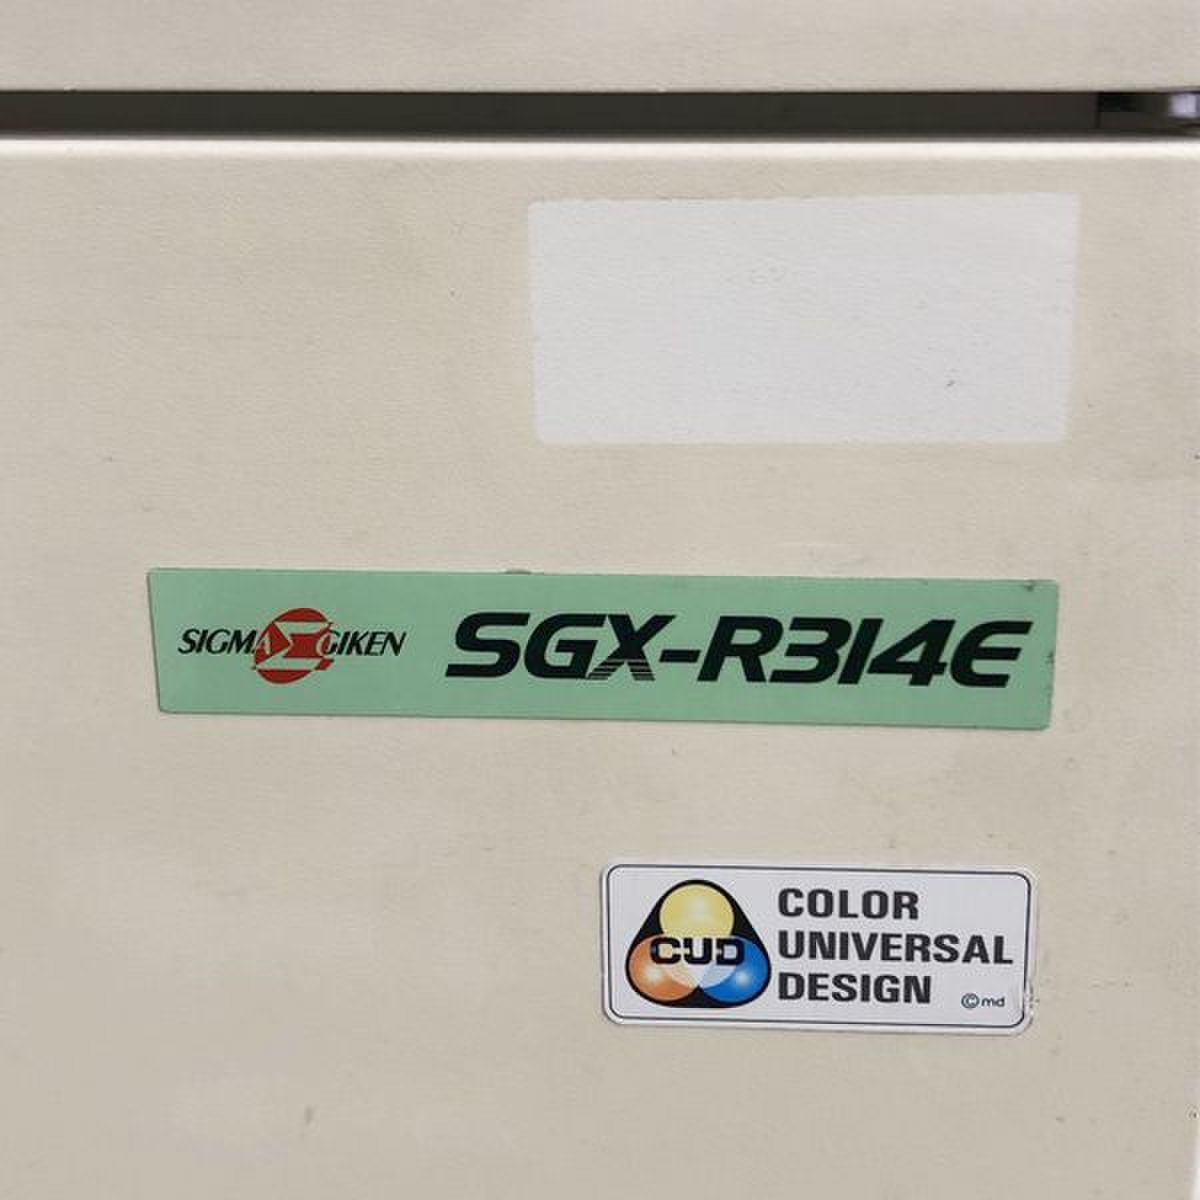 SIGMA GIKEN SGX-R314E
CUD
COLOR
UNIVERSAL
DESIGN ©md